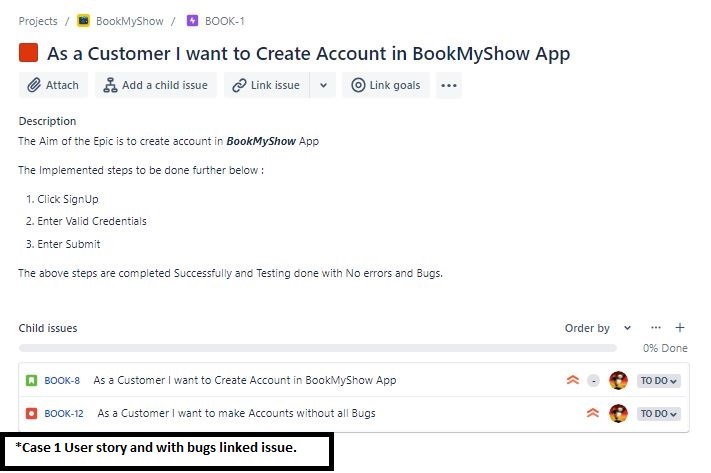 Projects / BookMyShow / BOOK-1
As a Customer I want to Create Account in BookMyShow App
Attach Add a child issue Link issue Link goals
Description
The Aim of the Epic is to create account in BookMyShow App
The Implemented steps to be done further below :
1. Click SignUp
2. Enter Valid Credentials
3. Enter Submit
The above steps are completed Successfully and Testing done with No errors and Bugs.
Child issues Order by
0% Done
BOOK-8 As a Customer I want to Create Account in BookMyShow App - TO DO
BOOK-12 As a Customer I want to make Accounts without all Bugs TO DO
*Case 1 User story and with bugs linked issue.